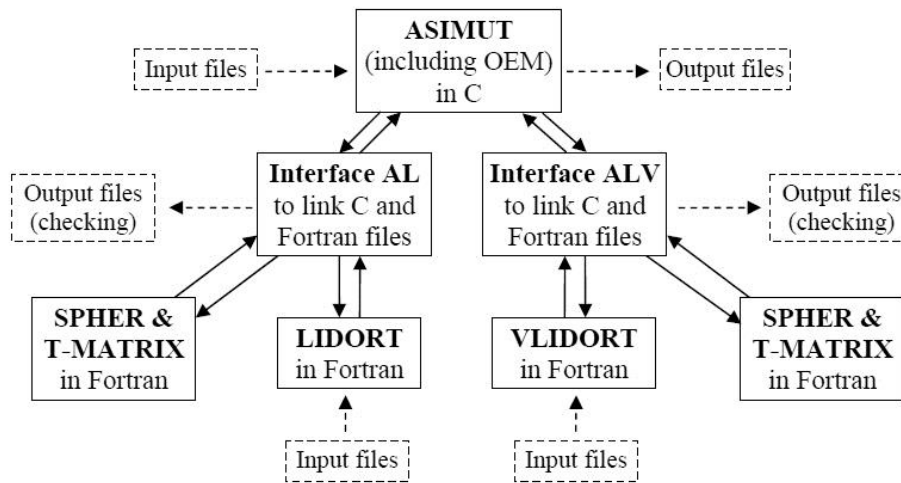 ASIMUT
(including OEM)
in C
Input files
Output files
Interface AL
to link C and
Fortran files
Interface ALV
to link C and
Fortran files
Output files
(checking)
Output files
(checking)
SPHER &
T-MATRIX
in Fortran
LIDORT
in Fortran
VLIDORT
in Fortran
SPHER &
T-MATRIX
in Fortran
Input files
Input files